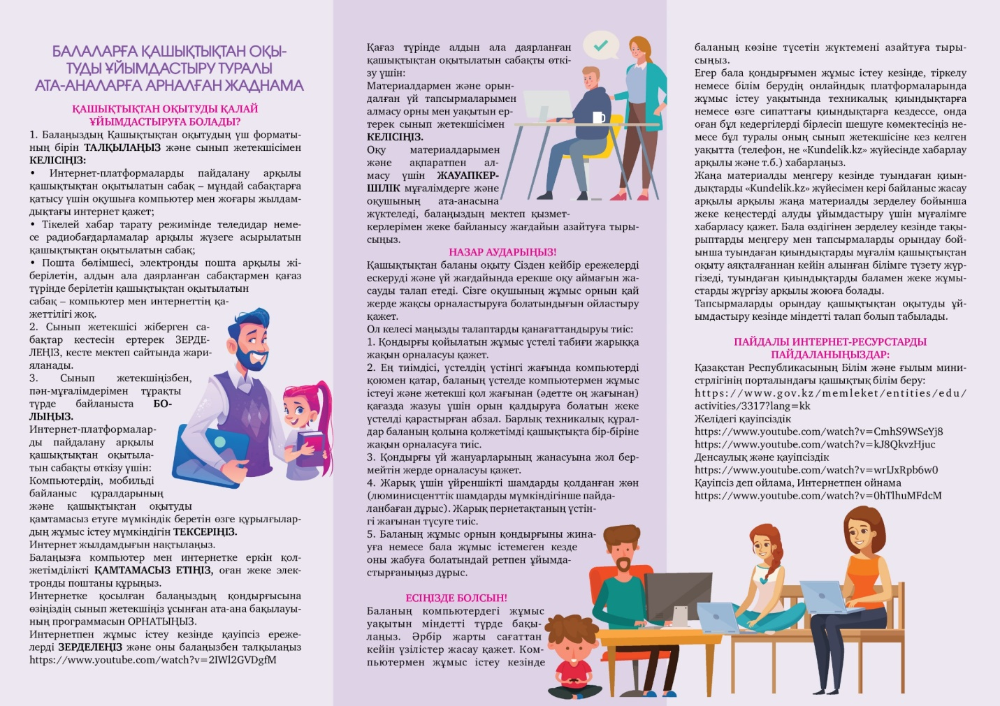 БАЛАЛАРҒА ҚАШЫҚТЫҚТАН ОҚЫ-
ТУДЫ ҰЙЫМДАСТЫРУ ТУРАЛЫ
АТА-АНАЛАРҒА АРНАЛҒАН ЖАДНАМА
ҚАШЫҚТЫҚТАН ОҚЫТУДЫ ҚАЛАЙ
ҰЙЫМДАСТЫРУҒА БОЛАДЫ?
1. Балаңыздың Қашықтықтан оқытудың үш форматы-
ның бірін ТАЛҚЫЛАҢЫЗ және сынып жетекшісімен
КЕЛІСІҢІЗ:
• Интернет-платформаларды пайдалану арқылы
қашықтықтан оқытылатын сабақ – мұндай сабақтарға
қатысу үшін оқушыға компьютер мен жоғары жылдам-
дықтағы интернет қажет;
• Тікелей хабар тарату режимінде теледидар неме-
се радиобағдарламалар арқылы жүзеге асырылатын
қашықтықтан оқытылатын сабақ;
• Пошта бөлімшесі, электронды пошта арқылы жі-
берілетін, алдын ала даярланған сабақтармен қағаз
түрінде берілетін қашықтықтан оқытылатын
сабақ – компьютер мен интернеттің қа-
жеттілігі жоқ.
2. Сынып жетекшісі жіберген са-
бақтар кестесін ертерек ЗЕРДЕ-
ЛЕҢІЗ, кесте мектеп сайтында жари-
яланады.
3. Сынып жетекшіңізбен,
пән-мұғалімдерімен тұрақты
түрде байланыста БО-
ЛЫҢЫЗ.
Интернет-платформалар-
ды пайдалану арқылы
қашықтықтан оқытыла-
тын сабақты өткізу үшін:
Компьютердің, мобильді
байланыс құралдарының
және қашықтықтан оқытуды
қамтамасыз етуге мүмкіндік беретін өзге құрылғылар-
дың жұмыс істеу мүмкіндігін ТЕКСЕРІҢІЗ.
Интернет жылдамдығын нақтылаңыз.
Балаңызға компьютер мен интернетке еркін қол-
жетімділікті ҚАМТАМАСЫЗ ЕТІҢІЗ, оған жеке элек-
тронды поштаны құрыңыз.
Интернетке қосылған балаңыздың қондырғысына
өзіңіздің сынып жетекшіңіз ұсынған ата-ана бақылауы-
ның программасын ОРНАТЫҢЫЗ.
Интернетпен жұмыс істеу кезінде қауіпсіз ереже-
лерді ЗЕРДЕЛЕҢІЗ және оны балаңызбен талқылаңыз
https://www.youtube.com/watch?v=2IWl2GVDgfM
Қағаз түрінде алдын ала даярланған
қашықтықтан оқытылатын сабақты өткі-
зу үшін:
Материалдармен және орын-
далған үй тапсырмаларымен
алмасу орны мен уақытын ер-
терек сынып жетекшісімен
КЕЛІСІҢІЗ.
Оқу материалдарымен
және ақпаратпен ал-
масу үшін ЖАУАПКЕР-
ШІЛІК мұғалімдерге және
оқушының ата-анасына
жүктеледі, балаңыздың мектеп қызмет-
керлерімен жеке байланысу жағдайын азайтуға тыры-
сыңыз.
НАЗАР АУДАРЫҢЫЗ!
Қашықтықтан баланы оқыту Сізден кейбір ережелерді
ескеруді және үй жағдайында ерекше оқу аймағын жа-
сауды талап етеді. Сізге оқушының жұмыс орнын қай
жерде жақсы орналастыруға болатындығын ойластыру
қажет.
Ол келесі маңызды талаптарды қанағаттандыруы тиіс:
1. Қондырғы қойылатын жұмыс үстелі табиғи жарыққа
жақын орналасуы қажет.
2. Ең тиімдісі, үстелдің үстінгі жағында компьютерді
қоюмен қатар, баланың үстелде компьютермен жұмыс
істеуі және жетекші қол жағынан (әдетте оң жағынан)
қағазда жазуы үшін орын қалдыруға болатын жеке
үстелді қарастырған абзал. Барлық техникалық құрал-
дар баланың қолына қолжетімді қашықтықта бір-біріне
жақын орналасуға тиіс.
3. Қондырғы үй жануарларының жанасуына жол бер-
мейтін жерде орналасуы қажет.
4. Жарық үшін үйреншікті шамдарды қолданған жөн
(люминисценттік шамдарды мүмкіндігінше пайда-
ланбаған дұрыс). Жарық пернетақтаның үстін-
гі жағынан түсуге тиіс.
5. Баланың жұмыс орнын қондырғыны жина-
уға немесе бала жұмыс істемеген кезде
оны жабуға болатындай ретпен ұйымда-
стырғаныңыз дұрыс.
ЕСІҢІЗДЕ БОЛСЫН!
Баланың компьютердегі жұмыс
уақытын міндетті түрде бақы-
лаңыз. Әрбір жарты сағаттан
кейін үзілістер жасау қажет. Ком-
пьютермен жұмыс істеу кезінде
баланың көзіне түсетін жүктемені азайтуға тыры-
сыңыз.
Егер бала қондырғымен жұмыс істеу кезінде, тіркелу
немесе білім берудің онлайндық платформаларында
жұмыс істеу уақытында техникалық қиындықтарға
немесе өзге сипаттағы қиындықтарға кездессе, онда
оған бұл кедергілерді бірлесіп шешуге көмектесіңіз не-
месе бұл туралы оның сынып жетекшісіне кез келген
уақытта (телефон, не «Kundelik.kz» жүйесінде хабарлау
арқылы және т.б.) хабарлаңыз.
Жаңа материалды меңгеру кезінде туындаған қиын-
дықтарды «Kundelik.kz» жүйесімен кері байланыс жасау
арқылы арқылы жаңа материалды зерделеу бойынша
жеке кеңестерді алуды ұйымдастыру үшін мүғалімге
хабарласу қажет. Бала өздігінен зерделеу кезінде тақы-
рыптарды меңгеру мен тапсырмаларды орындау бой-
ынша туындаған қиындықтарды мұғалім қашықтықтан
оқыту аяқталғаннан кейін алынған білімге түзету жүр-
гізеді, туындаған қиындықтарды баламен жеке жұмы-
старды жүргізу арқылы жоюға болады.
Тапсырмаларды орындау қашықтықтан оқытуды ұй-
ымдастыру кезінде міндетті талап болып табылады.
ПАЙДАЛЫ ИНТЕРНЕТ-РЕСУРСТАРДЫ
ПАЙДАЛАНЫҢЫЗДАР:
Қазақстан Республикасының Білім және ғылым мини-
стрлігінің порталындағы қашықтық білім беру:
https://www.gov.kz/memleket/entities/edu/
activities/3317?lang=kk
Желідегі қауіпсіздік
https://www.youtube.com/watch?v=CmhS9WSeYj8
https://www.youtube.com/watch?v=kJ8QkvzHjuc
Денсаулық және қауіпсіздік
https://www.youtube.com/watch?v=wrIJxRpb6w0
Қауіпсіз деп ойлама, Интернетпен ойнама
https://www.youtube.com/watch?v=0hTlhuMFdcM